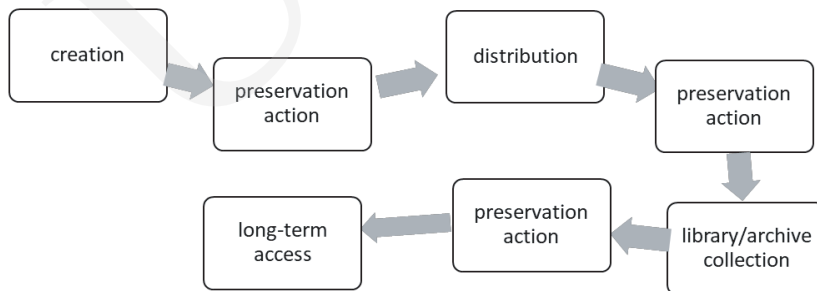 creation
preservation
action
distribution
preservation
action
library/archive
collection
preservation
action
long-term
access